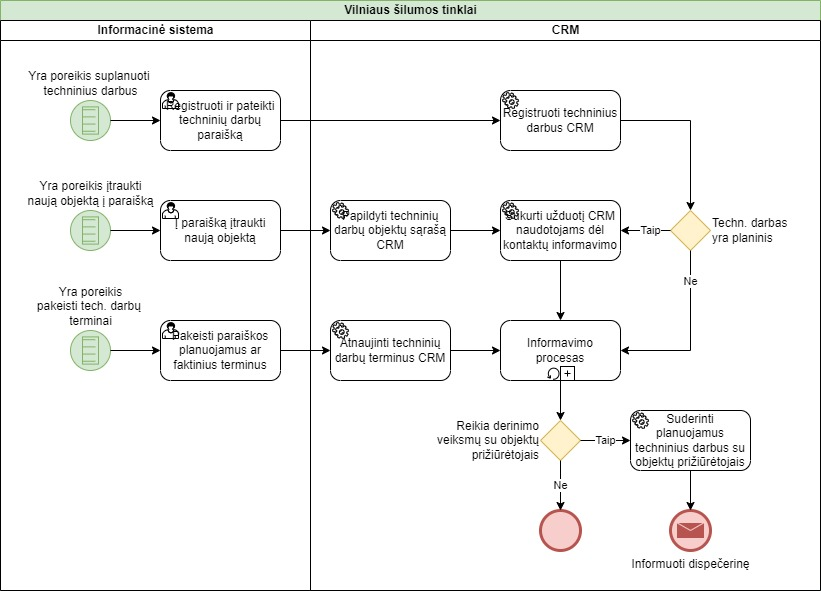 Vilniaus šilumos tinklai
Informacinė sistema
CRM
Yra poreikis suplanuoti
techninius darbus
Registruoti ir pateikti
techninių darbų
paraišką
Registruoti techninius
darbus CRM
Yra poreikis įtraukti
naują objektą į paraišką
Į paraišką įtraukti
naują objektą
Papildyti techninių
darbų objektų sąrašą
CRM
Sukurti užduotį CRM
naudotojams dėl
kontaktų informavimo
Taip
Techn. darbas
yra planinis
Ne
Yra poreikis
pakeisti tech. darbų
terminai
Pakeisti paraiškos
planuojamus ar
faktinius terminus
Atnaujinti techninių
darbų terminus CRM
Informavimo
procesas
Reikia derinimo
veiksmų su objektų
prižiūrėtojais
Taip
Suderinti
planuojamus
techninius darbus su
objektų prižiūrėtojais
Ne
Informuoti dispečerinę